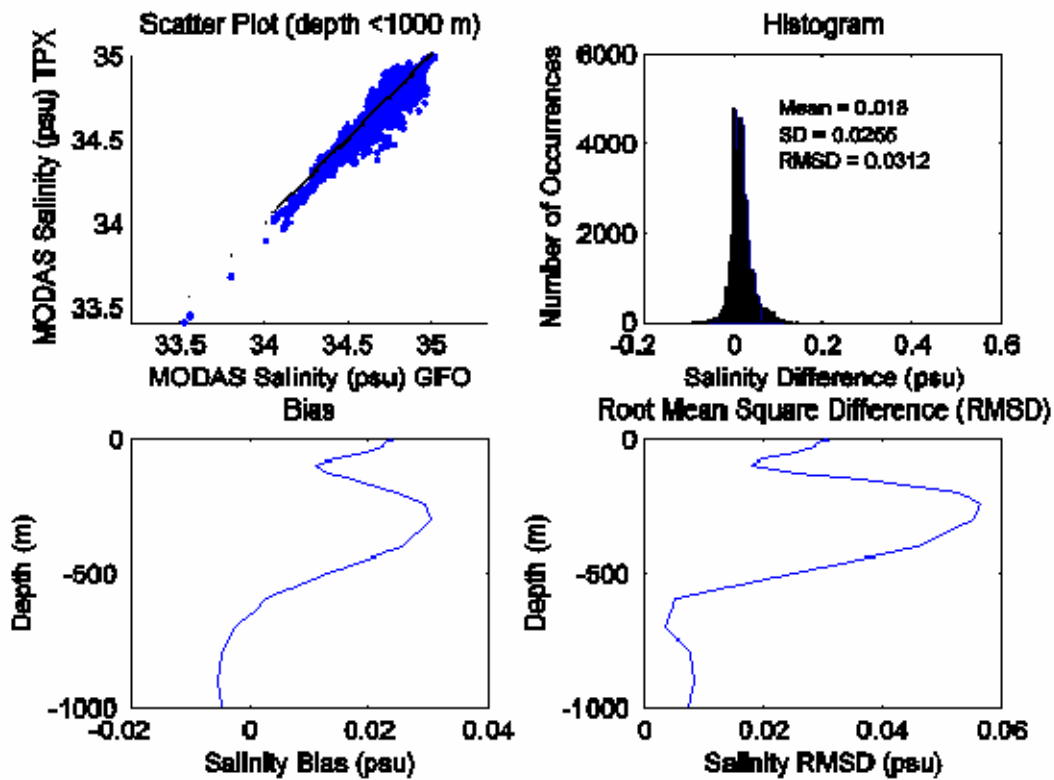 Scatter Plot (depth <1000 m)
MODAS Salinity (psu) TPX
35
34.5
34
33.5
33.5 34 34.5 35
MODAS Salinity (psu) GFO
Histogram
Number of Occurrences
6000
4000
2000
0
Mean = 0.018
SD = 0.0255
RMSD = 0.0312
-0.2 0 0.2 0.4 0.6
Salinity Difference (psu)
Bias
Depth (m)
0
-500
-1000
-0.02 0 0.02 0.04
Salinity Bias (psu)
Root Mean Square Difference (RMSD)
Depth (m)
0
-500
-1000
0 0.02 0.04 0.06
Salinity RMSD (psu)